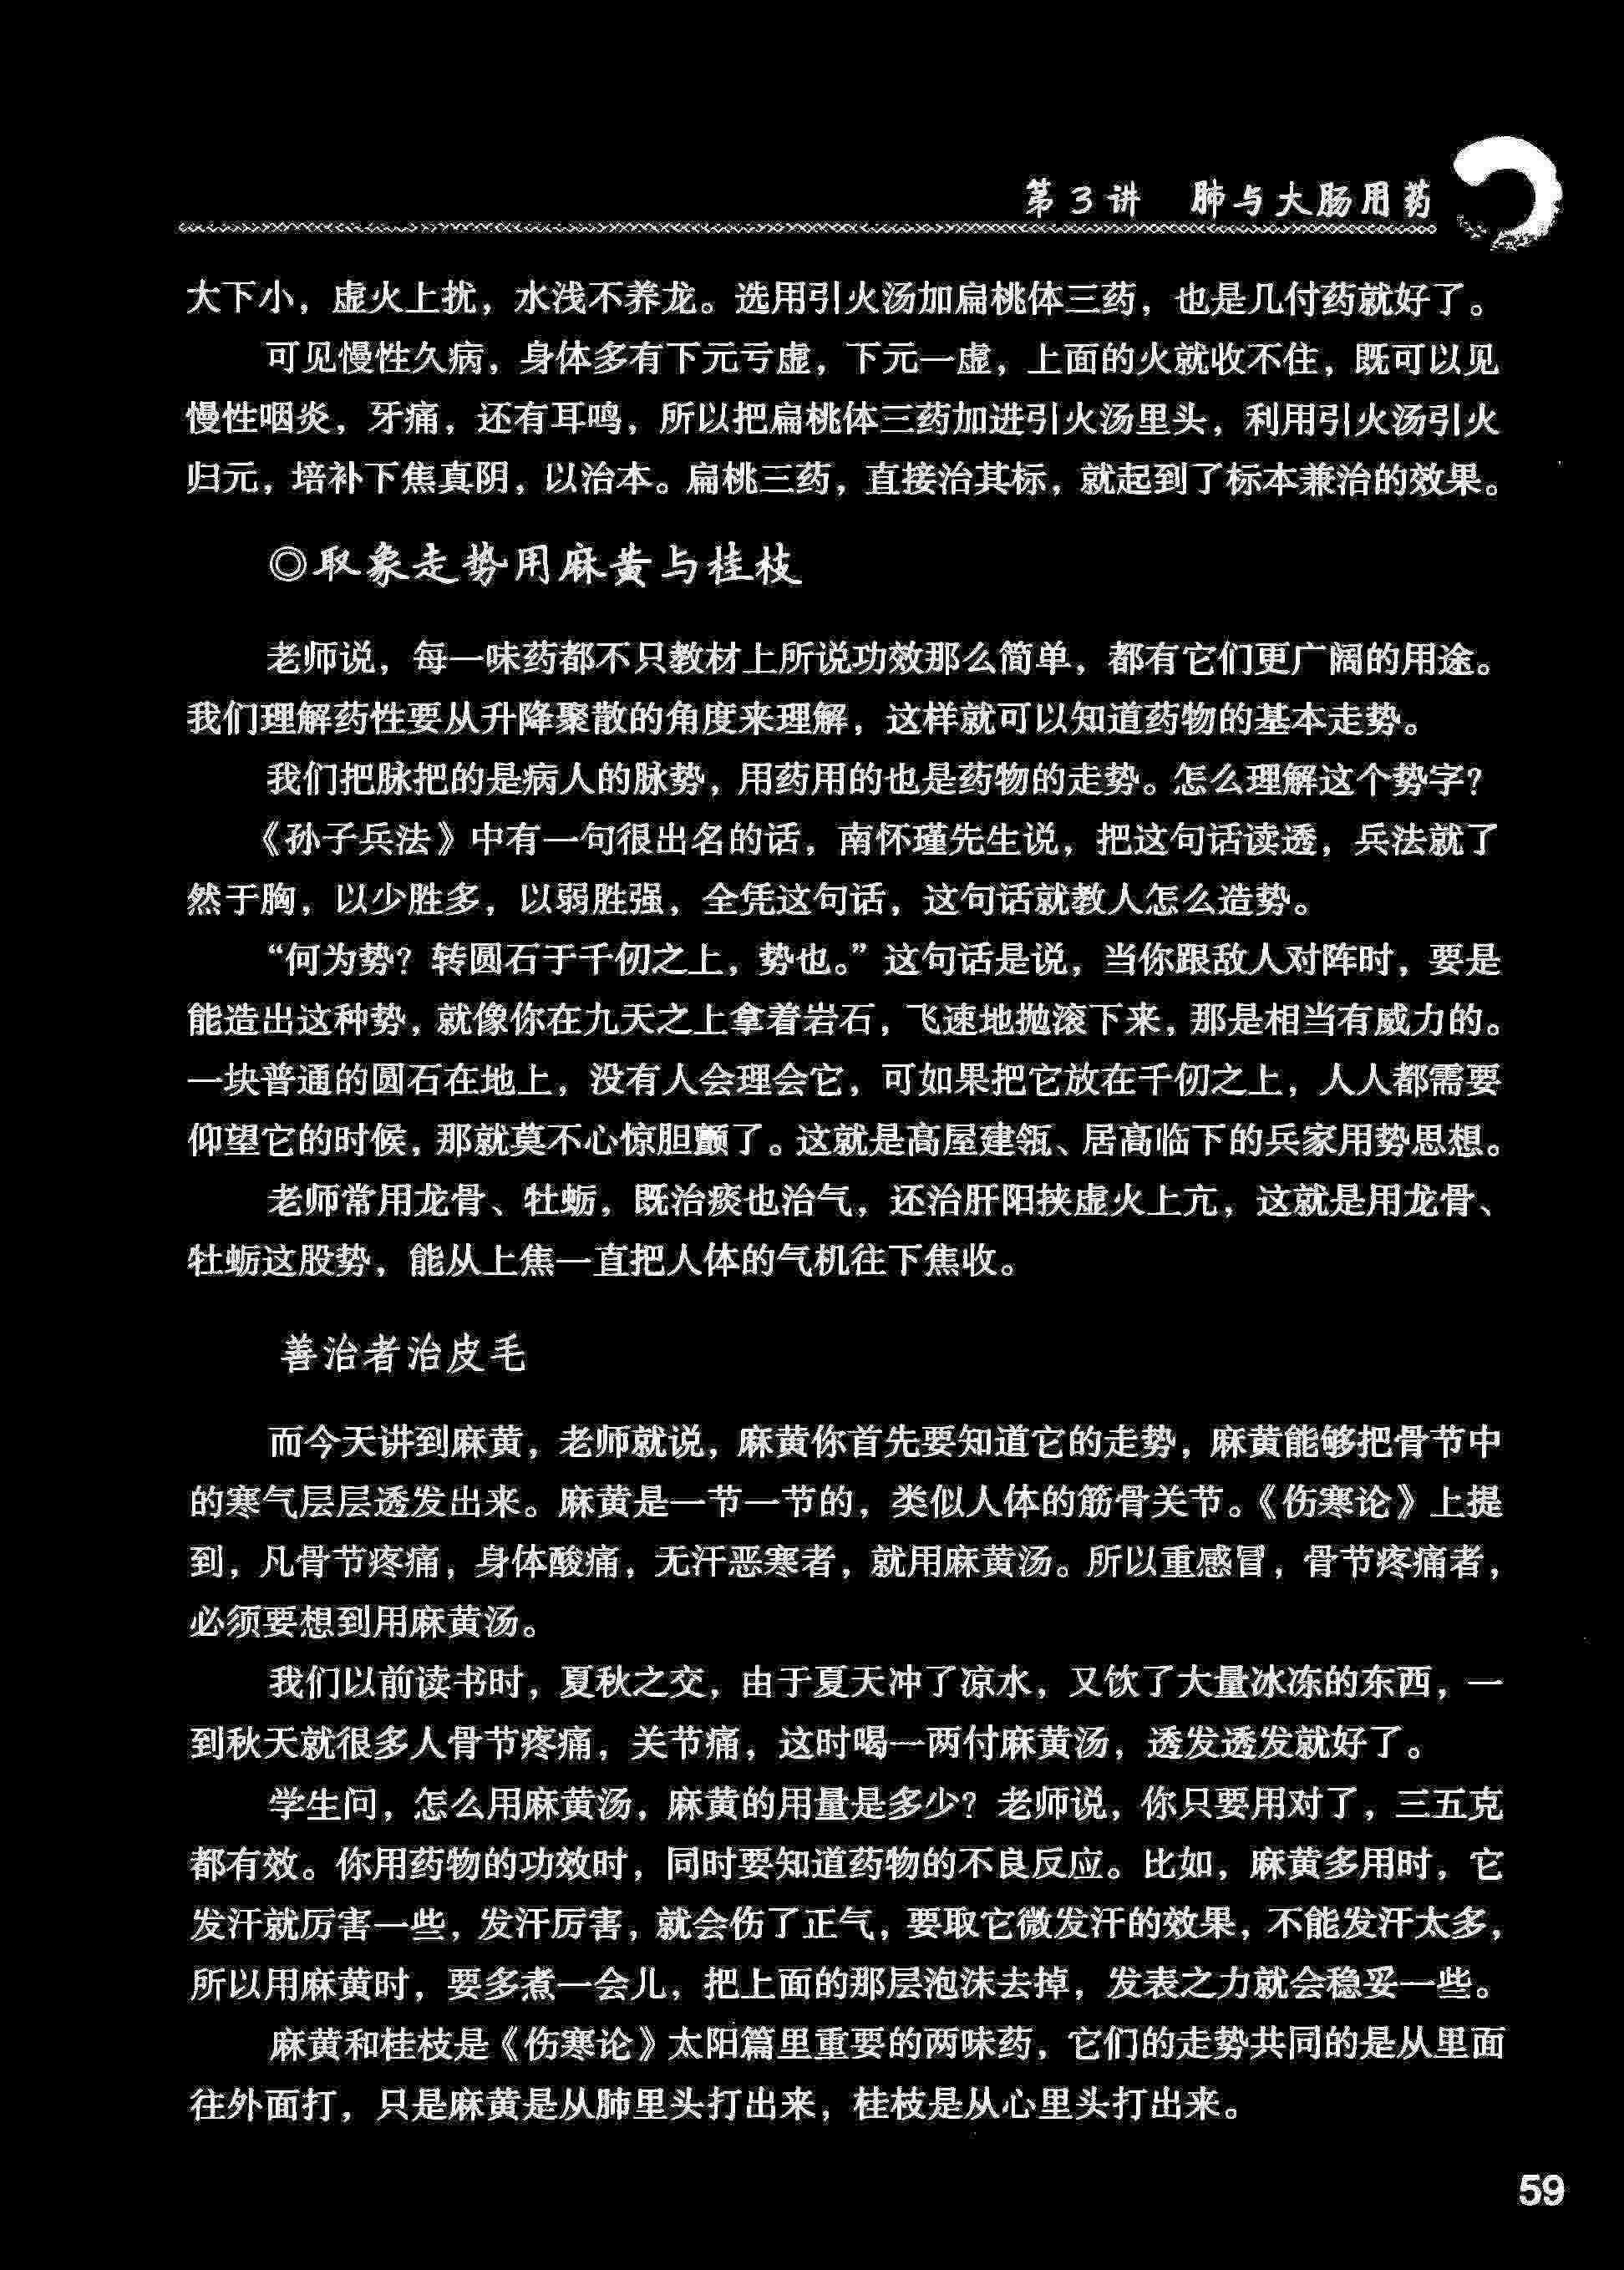 第3讲 肺与大肠用药
大下小，虚火上扰，水浅不养龙。选用引火汤加扁桃体三药，也是几付药就好了。
可见慢性久病，身体多有下元亏虚，下元一虚，上面的火就收不住，既可以见
慢性咽炎，牙痛，还有耳鸣，所以把扁桃体三药加进引火汤里头，利用引火汤引火
归元，培补下焦真阴，以治本。扁桃三药，直接治其标，就起到了标本兼治的效果。
◎取象走势用麻黄与桂枝
老师说，每一味药都不只教材上所说功效那么简单，都有它们更广阔的用途。
我们理解药性要从升降聚散的角度来理解，这样就可以知道药物的基本走势。
我们把脉把的是病人的脉势，用药用的也是药物的走势。怎么理解这个势字？
《孙子兵法》中有一句很出名的话，南怀瑾先生说，把这句话读透，兵法就了
然于胸，以少胜多，以弱胜强，全凭这句话，这句话就教人怎么造势。
“何为势？转圆石于千仞之上，势也。”这句话是说，当你跟敌人对阵时，要是
能造出这种势，就像你在九天之上拿着岩石，飞速地抛滚下来，那是相当有威力的。
一块普通的圆石在地上，没有人会理会它，可如果把它放在千仞之上，人人都需要
仰望它的时候，那就莫不心惊胆颤了。这就是高屋建瓴、居高临下的兵家用势思想。
老师常用龙骨、牡蛎，既治痰也治气，还治肝阳挟虚火上亢，这就是用龙骨、
牡蛎这股势，能从上焦一直把人体的气机往下焦收。
善治者治皮毛
而今天讲到麻黄，老师就说，麻黄你首先要知道它的走势，麻黄能够把骨节中
的寒气层层透发出来。麻黄是一节一节的，类似人体的筋骨关节。《伤寒论》上提
到，凡骨节疼痛，身体酸痛，无汗恶寒者，就用麻黄汤。所以重感冒，骨节疼痛者，
必须要想到用麻黄汤。
我们以前读书时，夏秋之交，由于夏天冲了凉水，又饮了大量冰冻的东西，一
到秋天就很多人骨节疼痛，关节痛，这时喝一两付麻黄汤，透发透发就好了。
学生问，怎么用麻黄汤，麻黄的用量是多少？老师说，你只要用对了，三五克
都有效。你用药物的功效时，同时要知道药物的不良反应。比如，麻黄多用时，它
发汗就厉害一些，发汗厉害，就会伤了正气，要取它微发汗的效果，不能发汗太多，
所以用麻黄时，要多煮一会儿，把上面的那层泡沫去掉，发表之力就会稳妥一些。
麻黄和桂枝是《伤寒论》太阳篇里重要的两味药，它们的走势共同的是从里面
往外面打，只是麻黄是从肺里头打出来，桂枝是从心里头打出来。
59